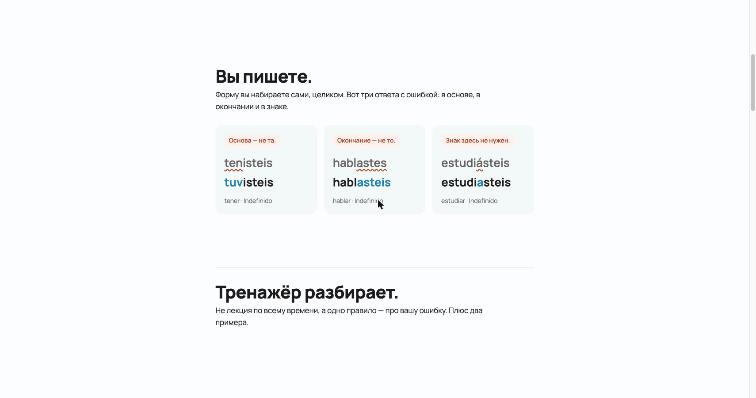 Вы пишете.
Форму вы набираете сами, целиком. Вот три ответа с ошибкой: в основе, в
окончании и в знаке.
Основа — не та.
tenisteis
tuvisteis
tener · Indefinido
Окончание — не то.
hablastes
hablasteis
hablar · Indefinido
Знак здесь не нужен.
estudiásteis
estudiasteis
estudiar · Indefinido
Тренажёр разбирает.
Не лекция по всему времени, а одно правило — про вашу ошибку. Плюс два
примера.